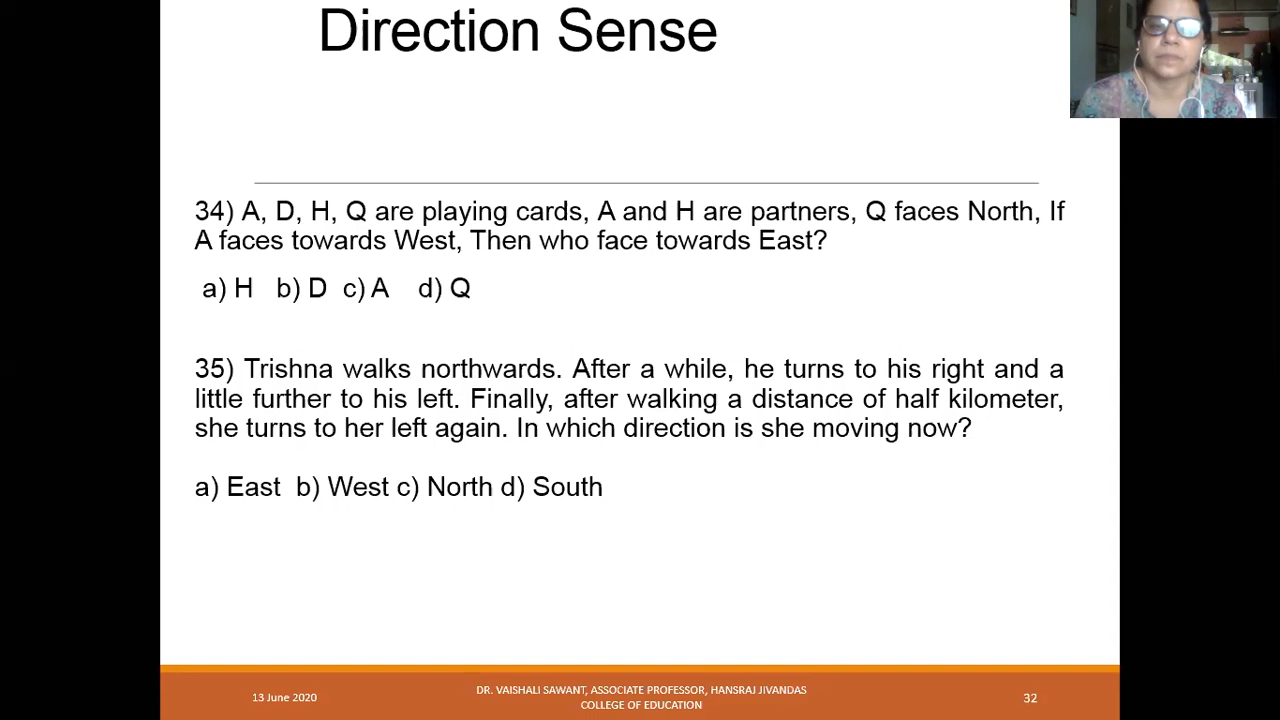 Direction Sense
34) A, D, H, Q are playing cards, A and H are partners, Q faces North, If
A faces towards West, Then who face towards East?
a) H b) D c) A d) Q
35) Trishna walks northwards. After a while, he turns to his right and a
little further to his left. Finally, after walking a distance of half kilometer,
she turns to her left again. In which direction is she moving now?
a) East b) West c) North d) South
13 June 2020
DR. VAISHALI SAWANT, ASSOCIATE PROFESSOR, HANSRAJ JIVANDAS
COLLEGE OF EDUCATION
32